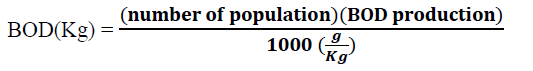 BOD(Kg) = (number of population)(BOD production) / 1000 (g/Kg)